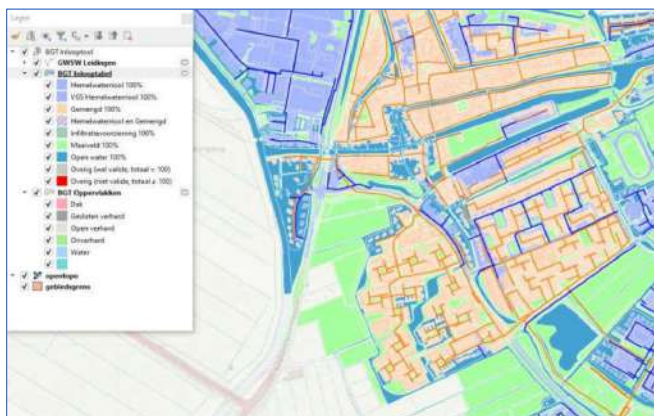 Lagen
BGT Inlooptool
GWSW Leidingen
BGT Inlooptabel
Hemelwaterriool 100%
VGS Hemelwaterriool 100%
Gemengd 100%
Hemelwaterriool en Gemengd
Infiltratievoorziening 100%
Maaiveld 100%
Open water 100%
Overig (wel valide, totaal = 100)
Overig (niet valide, totaal ≠ 100)
BGT Oppervlakken
Dak
Gesloten verhard
Open verhard
Onverhard
Water
opentopo
gebiedsgrens